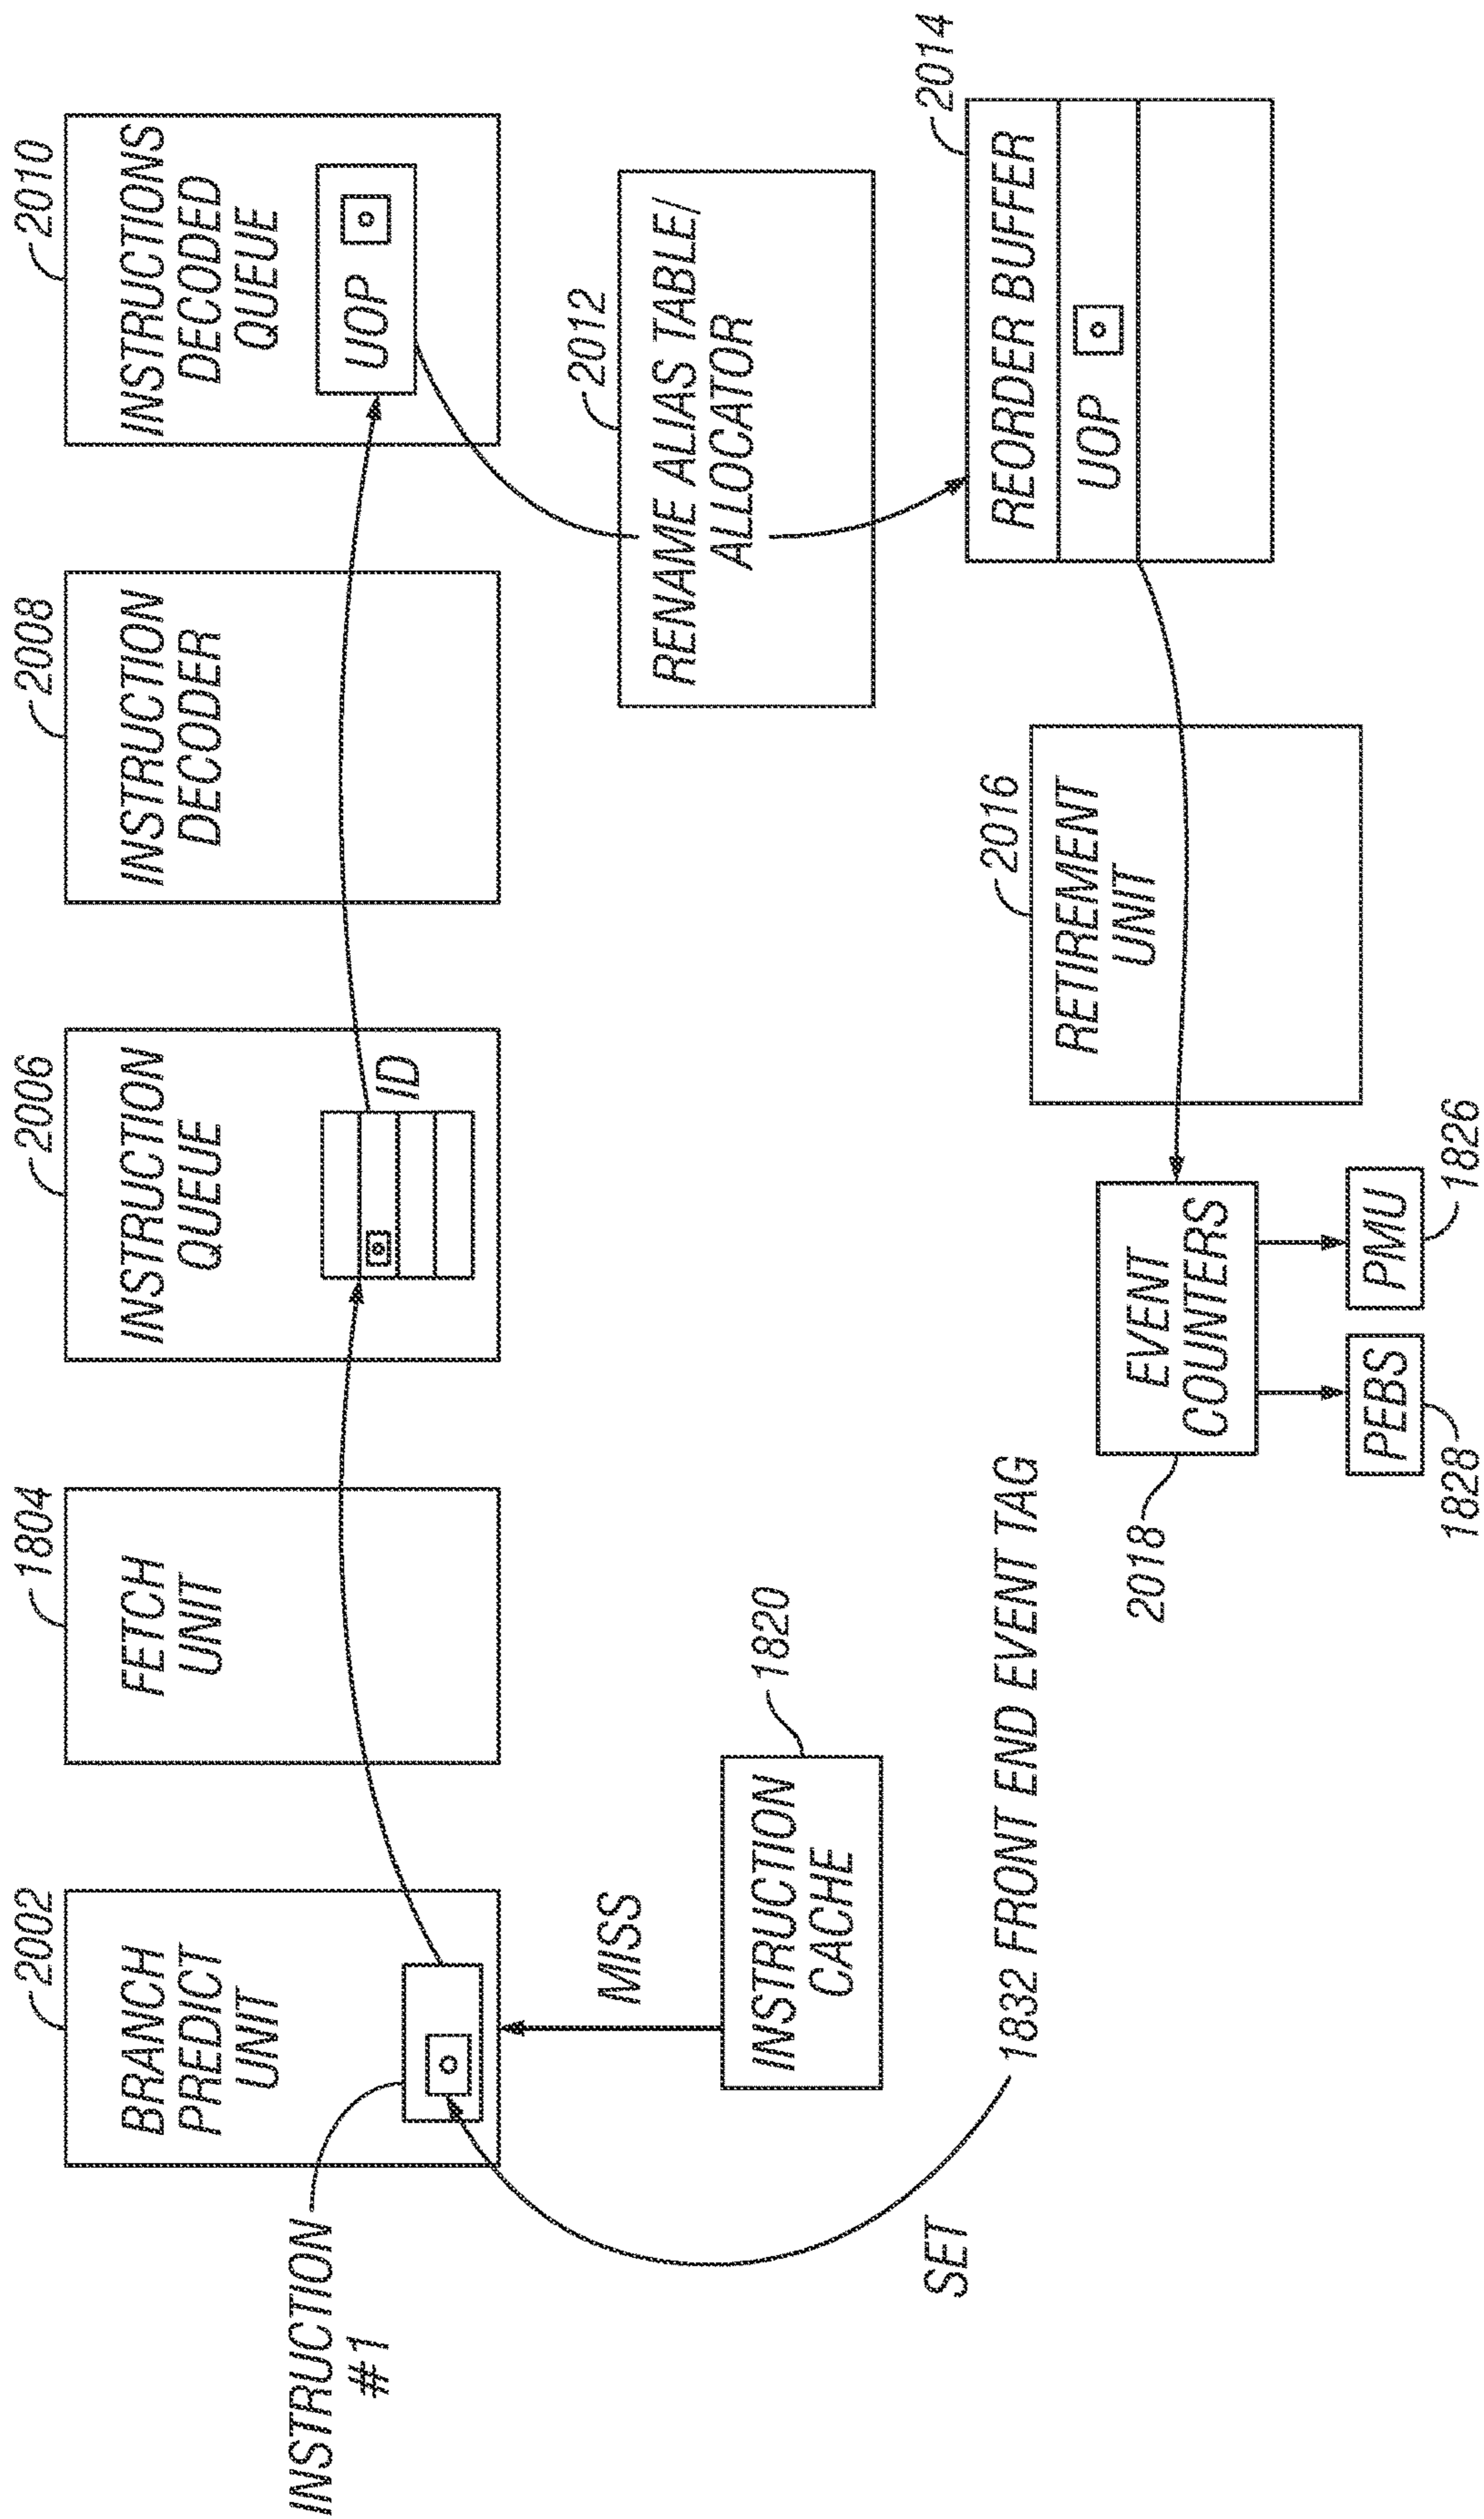 2002
BRANCH
PREDICT
UNIT
INSTRUCTION
#1
1804
FETCH
UNIT
2006
INSTRUCTION
QUEUE
ID
2008
INSTRUCTION
DECODER
2010
INSTRUCTIONS
DECODED
QUEUE
UOP
MISS
INSTRUCTION
CACHE
1820
SET
1832 FRONT END EVENT TAG
2012
RENAME ALIAS TABLE/
ALLOCATOR
2014
REORDER BUFFER
UOP
2016
RETIREMENT
UNIT
EVENT
COUNTERS
2018
PEBS
1828
PMU
1826